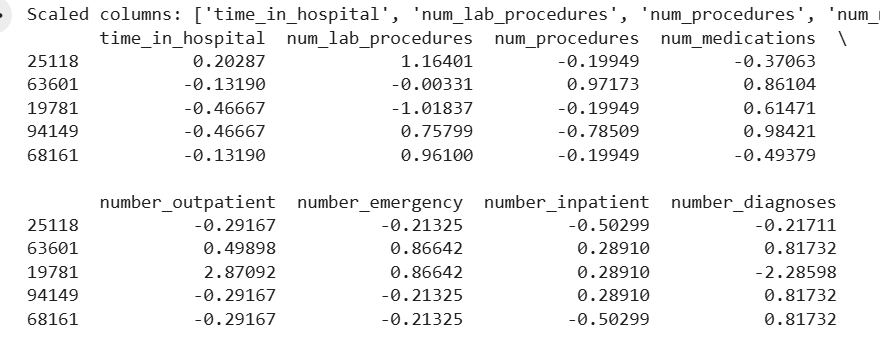 Scaled columns: ['time_in_hospital', 'num_lab_procedures', 'num_procedures',
time_in_hospital num_lab_procedures num_procedures num_medications \
25118 0.20287 1.16401 -0.19949 -0.37063
63601 -0.13190 -0.00331 0.97173 0.86104
19781 -0.46667 -1.01837 -0.19949 0.61471
94149 -0.46667 0.75799 -0.78509 0.98421
68161 -0.13190 0.96100 -0.19949 -0.49379
number_outpatient number_emergency number_inpatient number_diagnoses
25118 -0.29167 -0.21325 -0.50299 -0.21711
63601 0.49898 0.86642 0.28910 0.81732
19781 2.87092 0.86642 0.28910 -2.28598
94149 -0.29167 -0.21325 0.28910 0.81732
68161 -0.29167 -0.21325 -0.50299 0.81732